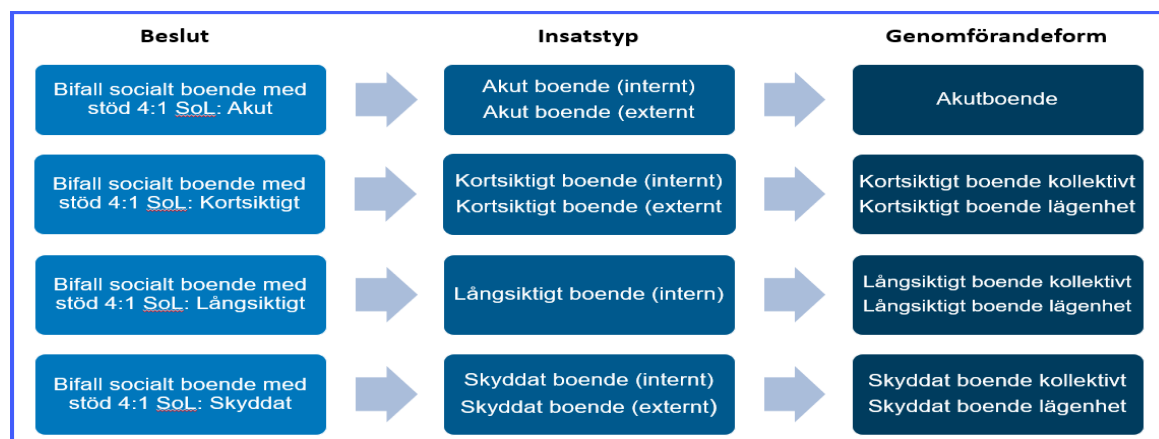 Beslut
Insatstyp
Genomförandeform
Bifall socialt boende med
stöd 4:1 SoL: Akut
Akut boende (internt)
Akut boende (externt
Akutboende
Bifall socialt boende med
stöd 4:1 SoL: Kortsiktigt
Kortsiktigt boende (internt)
Kortsiktigt boende (externt
Kortsiktigt boende kollektivt
Kortsiktigt boende lägenhet
Bifall socialt boende med
stöd 4:1 SoL: Långsiktigt
Långsiktigt boende (intern)
Långsiktigt boende kollektivt
Långsiktigt boende lägenhet
Bifall socialt boende med
stöd 4:1 SoL: Skyddat
Skyddat boende (internt)
Skyddat boende (externt)
Skyddat boende kollektivt
Skyddat boende lägenhet